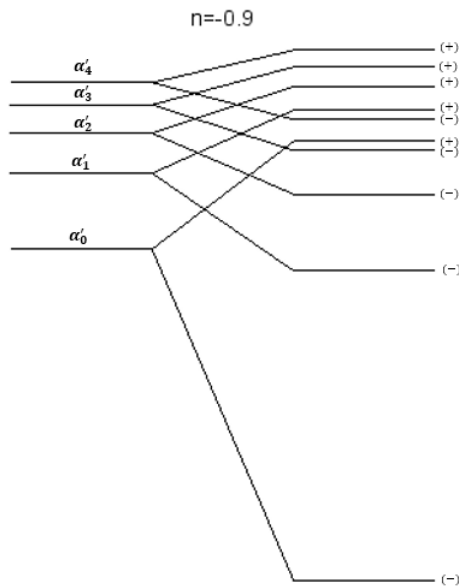 n=-0.9
(+)
α′₄ (+)
α′₃ (+)
α′₂ (+)
(−)
(+)
(−)
α′₁
(−)
α′₀
(−)
(−)